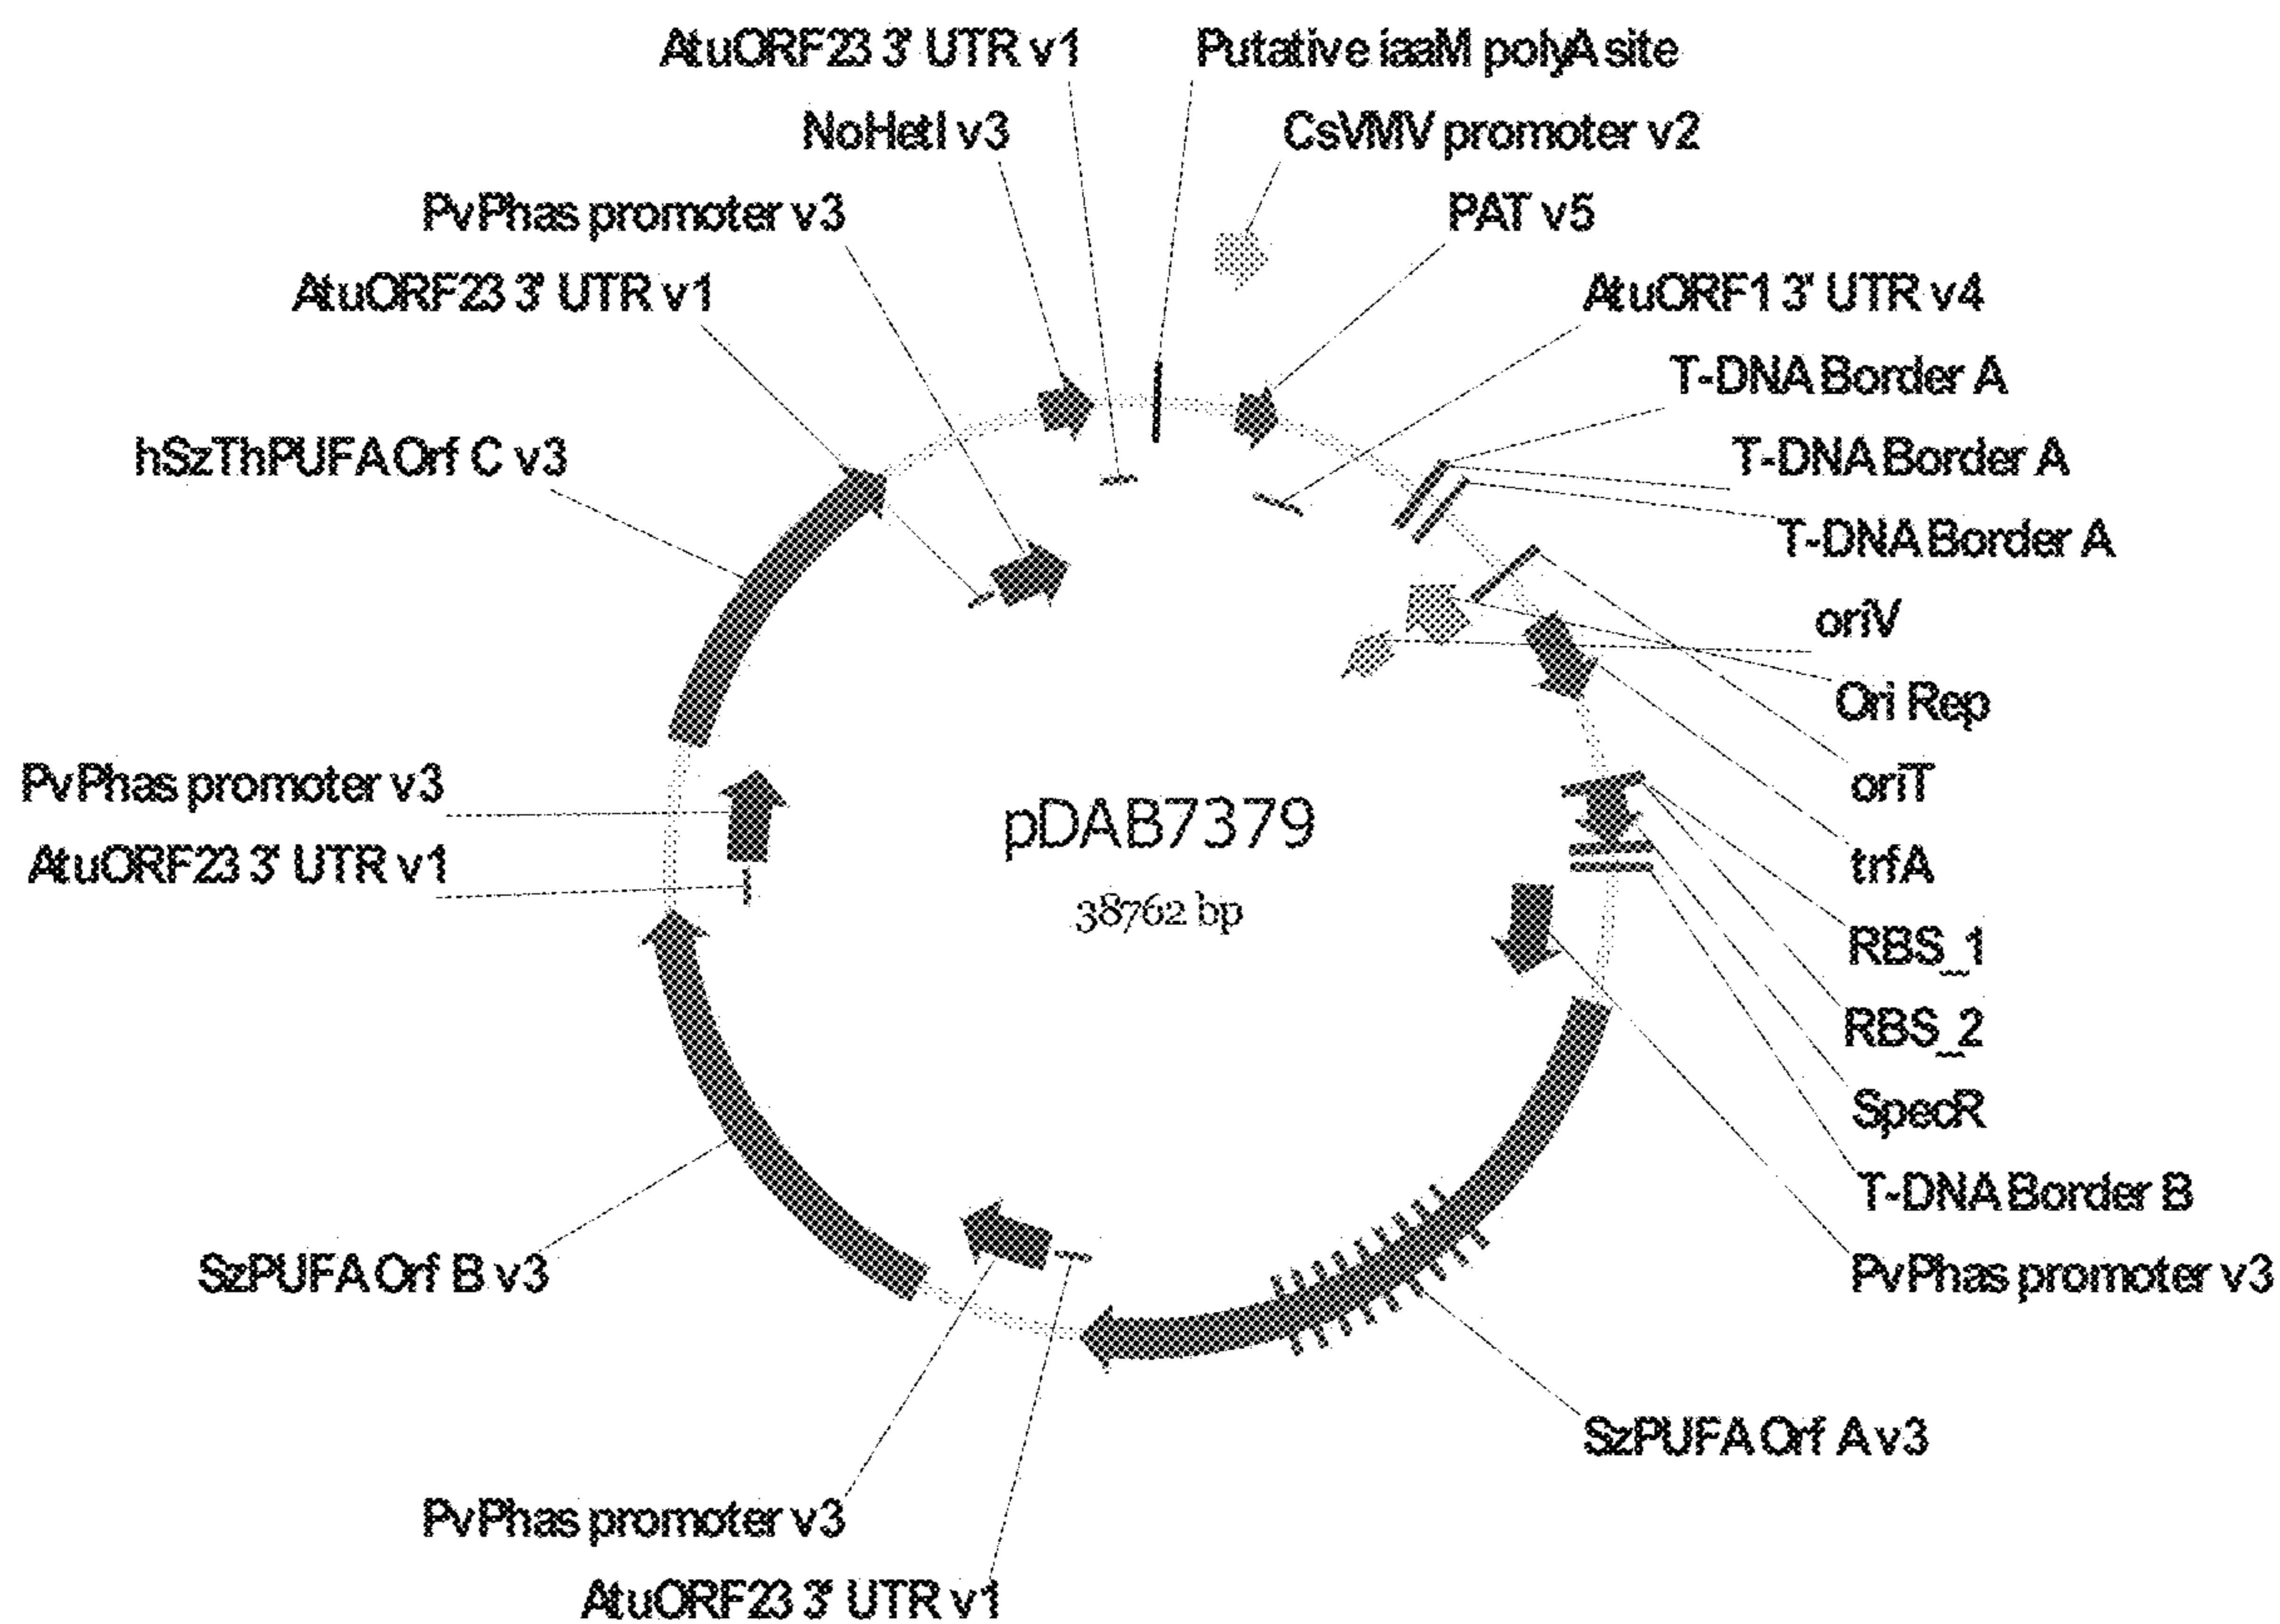 AtuORF23 3' UTR v1
Putative iaaM polyA site
NoHetI v3
CsVMV promoter v2
PvPhas promoter v3
PAT v5
AtuORF23 3' UTR v1
AtuORF1 3' UTR v4
T-DNA Border A
hSzThPUFA Orf C v3
T-DNA Border A
T-DNA Border A
oriV
Ori Rep
PvPhas promoter v3
oriT
pDAB7379
AtuORF23 3' UTR v1
trfA
38762 bp
RBS_1
RBS_2
SpecR
T-DNA Border B
SzPUFA Orf B v3
PvPhas promoter v3
SzPUFA Orf A v3
PvPhas promoter v3
AtuORF23 3' UTR v1